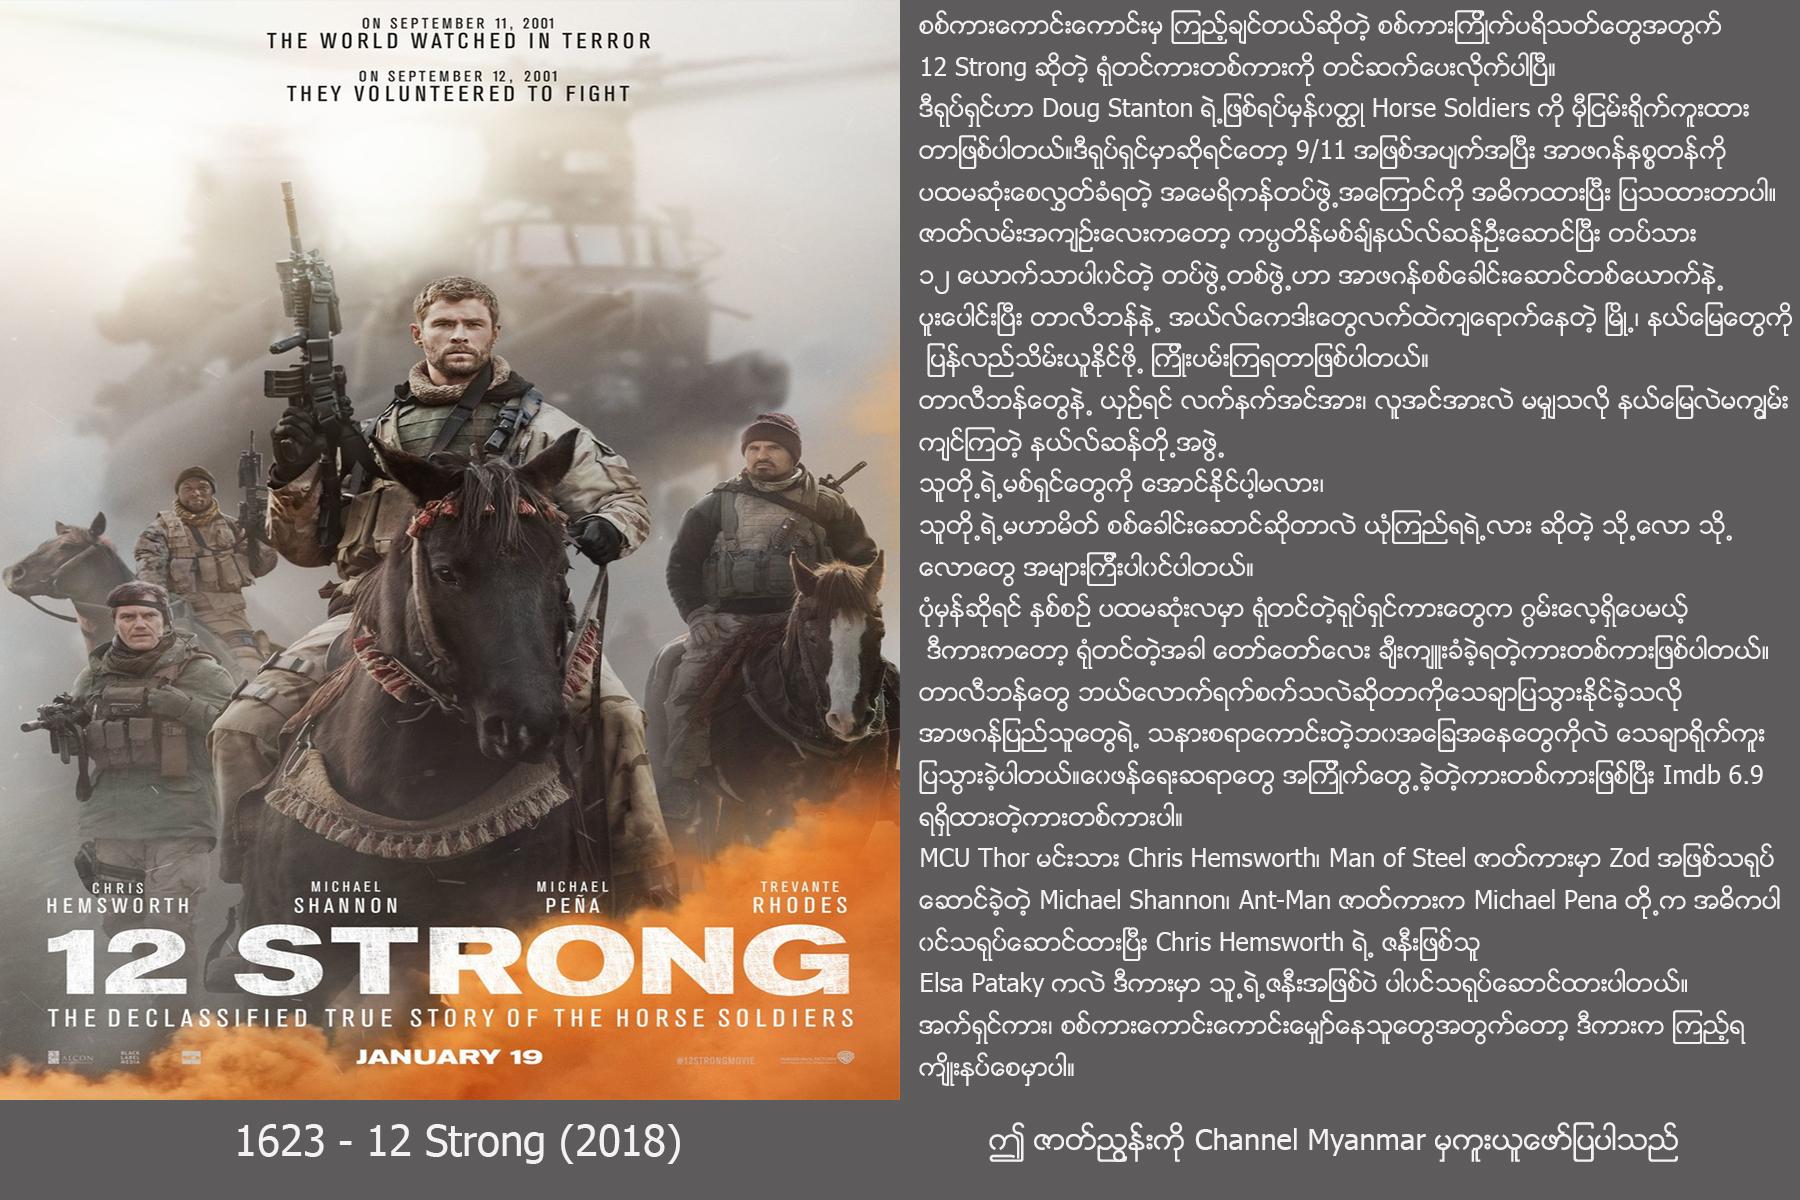 ON SEPTEMBER 11, 2001
THE WORLD WATCHED IN TERROR
ON SEPTEMBER 12, 2001
THEY VOLUNTEERED TO FIGHT
CHRIS HEMSWORTH
MICHAEL SHANNON
MICHAEL PEÑA
TREVANTE RHODES
12 STRONG
THE DECLASSIFIED TRUE STORY OF THE HORSE SOLDIERS
ALCON
BLACK LABEL MEDIA
JANUARY 19
#12STRONGMOVIE
1623 - 12 Strong (2018)
စစ်ကားကောင်းကောင်းမှ ကြည့်ချင်တယ်ဆိုတဲ့ စစ်ကားကြိုက်ပရိသတ်တွေအတွက်
12 Strong ဆိုတဲ့ ရုံတင်ကားတစ်ကားကို တင်ဆက်ပေးလိုက်ပါပြီ။
ဒီရုပ်ရှင်ဟာ Doug Stanton ရဲ့ဖြစ်ရပ်မှန်ဝတ္ထု Horse Soldiers ကို မှီငြမ်းရိုက်ကူးထား
တာဖြစ်ပါတယ်။ဒီရုပ်ရှင်မှာဆိုရင်တော့ 9/11 အဖြစ်အပျက်အပြီး အာဖဂန်နစ္စတန်ကို
ပထမဆုံးစေလွှတ်ခံရတဲ့ အမေရိကန်တပ်ဖွဲ့အကြောင်ကို အဓိကထားပြီး ပြသထားတာပါ။
ဇာတ်လမ်းအကျဉ်းလေးကတော့ ကပ္ပတိန်မစ်ချ်နယ်လ်ဆန်ဦးဆောင်ပြီး တပ်သား
၁၂ ယောက်သာပါဝင်တဲ့ တပ်ဖွဲ့တစ်ဖွဲ့ဟာ အာဖဂန်စစ်ခေါင်းဆောင်တစ်ယောက်နဲ့
ပူးပေါင်းပြီး တာလီဘန်နဲ့ အယ်လ်ကေဒါးတွေလက်ထဲကျရောက်နေတဲ့ မြို့၊ နယ်မြေတွေကို
ပြန်လည်သိမ်းယူနိုင်ဖို့ ကြိုးပမ်းကြရတာဖြစ်ပါတယ်။
တာလီဘန်တွေနဲ့ ယှဉ်ရင် လက်နက်အင်အား၊ လူအင်အားလဲ မမျှသလို နယ်မြေလဲမကျွမ်း
ကျင်ကြတဲ့ နယ်လ်ဆန်တို့အဖွဲ့
သူတို့ရဲ့မစ်ရှင်တွေကို အောင်နိုင်ပါ့မလား၊
သူတို့ရဲ့မဟာမိတ် စစ်ခေါင်းဆောင်ဆိုတာလဲ ယုံကြည်ရရဲ့လား ဆိုတဲ့ သို့လော သို့
လောတွေ အများကြီးပါဝင်ပါတယ်။
ပုံမှန်ဆိုရင် နှစ်စဉ် ပထမဆုံးလမှာ ရုံတင်တဲ့ရုပ်ရှင်ကားတွေက ဂွမ်းလေ့ရှိပေမယ့်
ဒီကားကတော့ ရုံတင်တဲ့အခါ တော်တော်လေး ချီးကျူးခံခဲ့ရတဲ့ကားတစ်ကားဖြစ်ပါတယ်။
တာလီဘန်တွေ ဘယ်လောက်ရက်စက်သလဲဆိုတာကိုသေချာပြသွားနိုင်ခဲ့သလို
အာဖဂန်ပြည်သူတွေရဲ့ သနားစရာကောင်းတဲ့ဘဝအခြေအနေတွေကိုလဲ သေချာရိုက်ကူး
ပြသွားခဲ့ပါတယ်။ဝေဖန်ရေးဆရာတွေ အကြိုက်တွေ့ခဲ့တဲ့ကားတစ်ကားဖြစ်ပြီး Imdb 6.9
ရရှိထားတဲ့ကားတစ်ကားပါ။
MCU Thor မင်းသား Chris Hemsworth၊ Man of Steel ဇာတ်ကားမှာ Zod အဖြစ်သရုပ်
ဆောင်ခဲ့တဲ့ Michael Shannon၊ Ant-Man ဇာတ်ကားက Michael Pena တို့က အဓိကပါ
ဝင်သရုပ်ဆောင်ထားပြီး Chris Hemsworth ရဲ့ ဇနီးဖြစ်သူ
Elsa Pataky ကလဲ ဒီကားမှာ သူ့ရဲ့ဇနီးအဖြစ်ပဲ ပါဝင်သရုပ်ဆောင်ထားပါတယ်။
အက်ရှင်ကား၊ စစ်ကားကောင်းကောင်းမျှော်နေသူတွေအတွက်တော့ ဒီကားက ကြည့်ရ
ကျိုးနပ်စေမှာပါ။
ဤ ဇာတ်ညွှန်းကို Channel Myanmar မှကူးယူဖော်ပြပါသည်